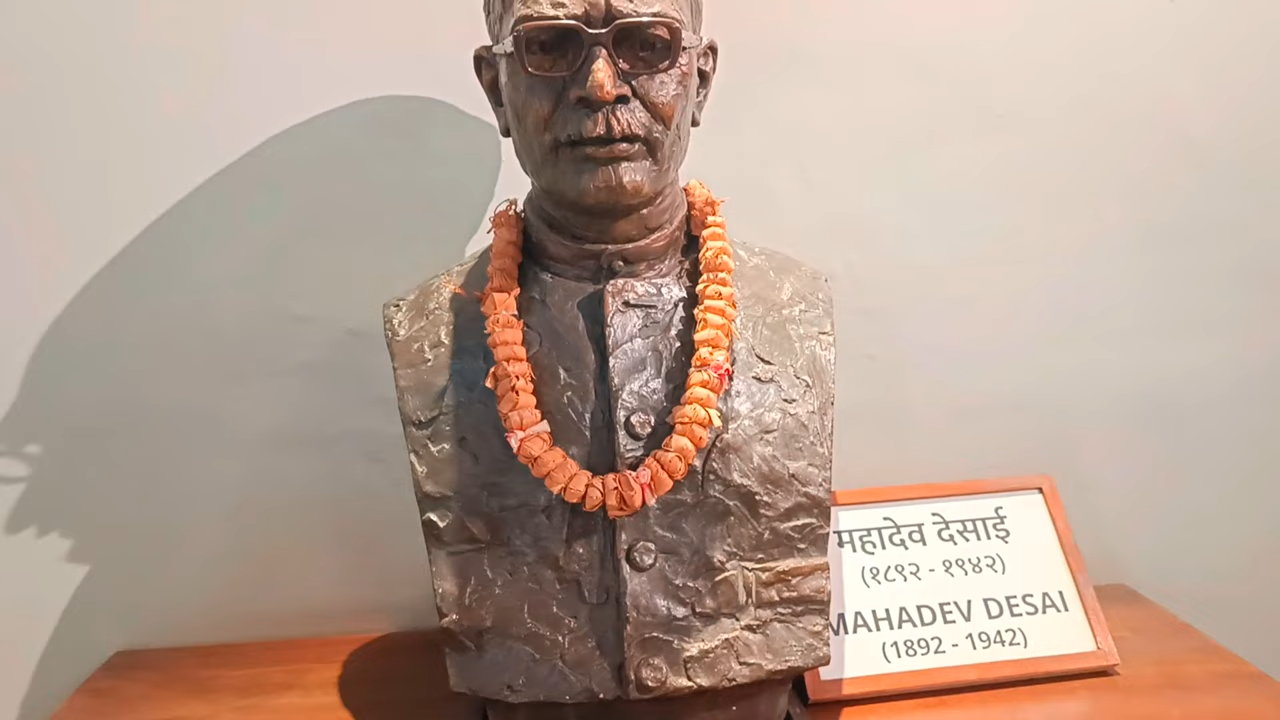 महादेव देसाई
(१८९२ - १९४२)
MAHADEV DESAI
(1892 - 1942)